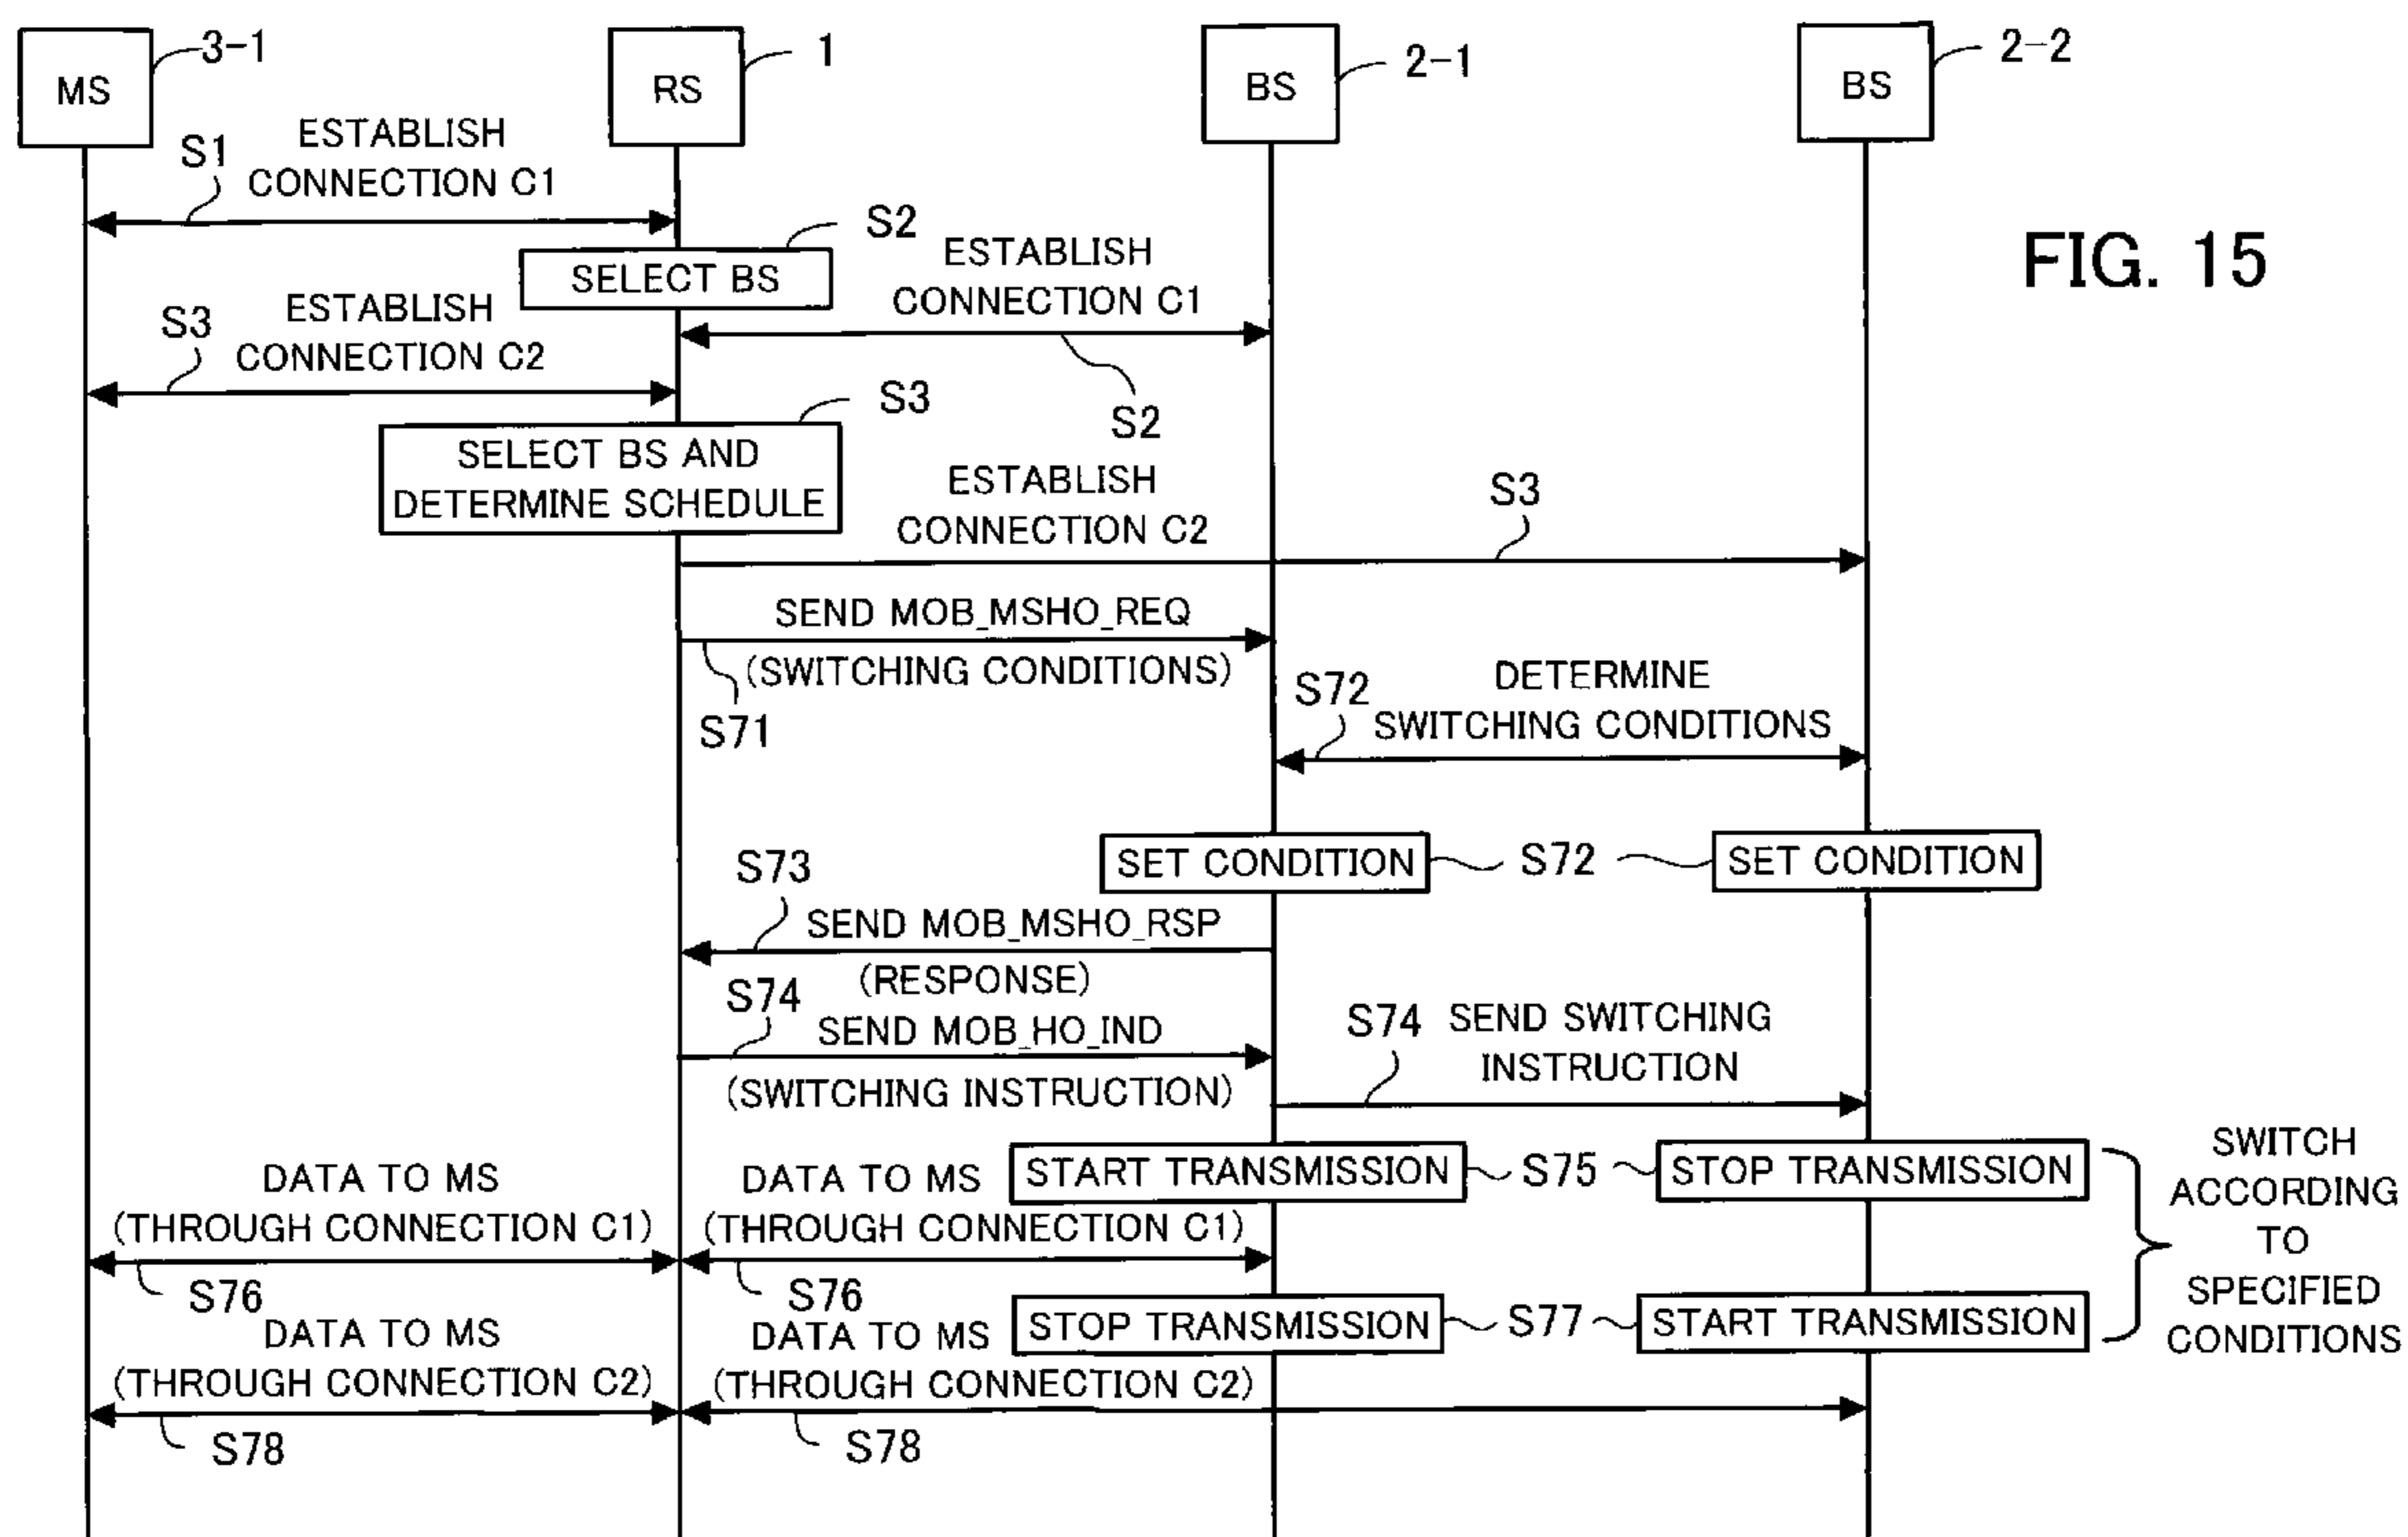 3-1
1
2-1
2-2
MS
RS
BS
BS
S1
ESTABLISH
CONNECTION C1
S2
SELECT BS
ESTABLISH
CONNECTION C1
FIG. 15
S3
ESTABLISH
CONNECTION C2
S2
S3
SELECT BS AND
DETERMINE SCHEDULE
ESTABLISH
CONNECTION C2
S3
SEND MOB_MSHO_REQ
(SWITCHING CONDITIONS)
S71
S72
DETERMINE
SWITCHING CONDITIONS
SET CONDITION
S72
SET CONDITION
S73
SEND MOB_MSHO_RSP
(RESPONSE)
S74
SEND MOB_HO_IND
(SWITCHING INSTRUCTION)
S74
SEND SWITCHING
INSTRUCTION
START TRANSMISSION
S75
STOP TRANSMISSION
SWITCH
ACCORDING
TO
SPECIFIED
CONDITIONS
DATA TO MS
(THROUGH CONNECTION C1)
S76
DATA TO MS
(THROUGH CONNECTION C1)
S76
STOP TRANSMISSION
S77
START TRANSMISSION
DATA TO MS
(THROUGH CONNECTION C2)
S78
DATA TO MS
(THROUGH CONNECTION C2)
S78